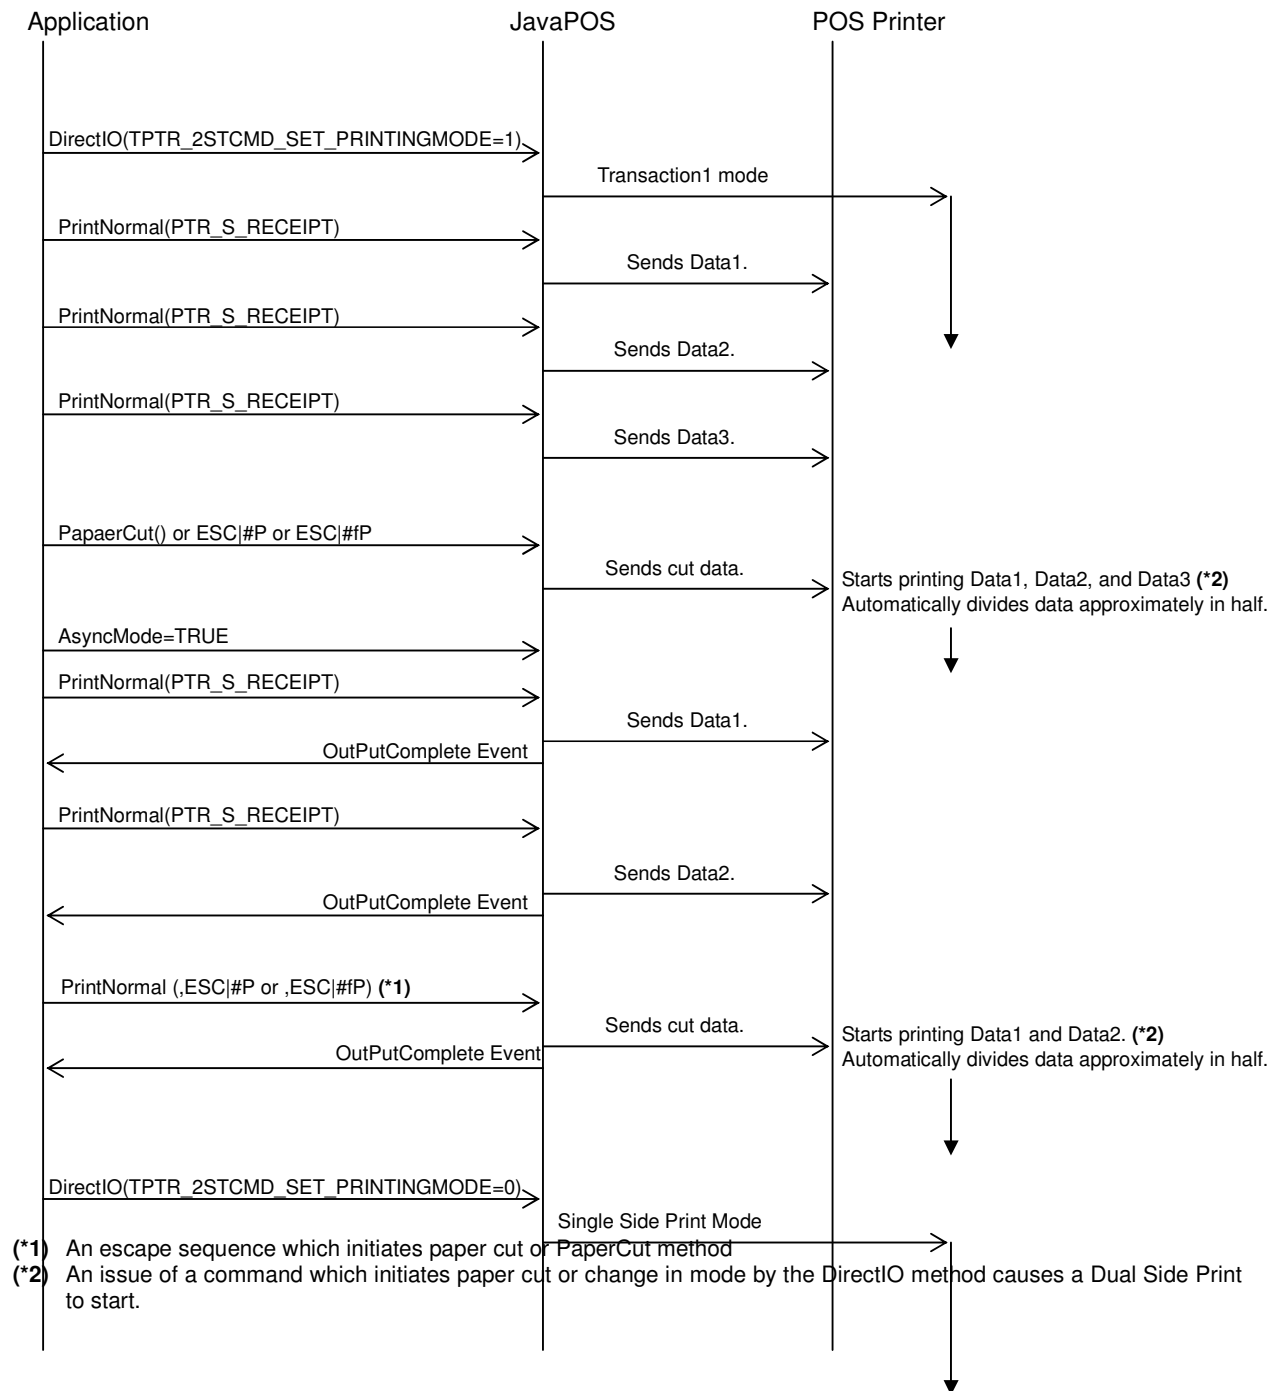 Application
JavaPOS
POS Printer
DirectIO(TPTR_2STCMD_SET_PRINTINGMODE=1)
Transaction1 mode
PrintNormal(PTR_S_RECEIPT)
Sends Data1.
PrintNormal(PTR_S_RECEIPT)
Sends Data2.
PrintNormal(PTR_S_RECEIPT)
Sends Data3.
PapaerCut() or ESC|#P or ESC|#fP
Sends cut data.
Starts printing Data1, Data2, and Data3 (*2)
Automatically divides data approximately in half.
AsyncMode=TRUE
PrintNormal(PTR_S_RECEIPT)
Sends Data1.
OutPutComplete Event
PrintNormal(PTR_S_RECEIPT)
Sends Data2.
OutPutComplete Event
PrintNormal (,ESC|#P or ,ESC|#fP) (*1)
Sends cut data.
Starts printing Data1 and Data2. (*2)
Automatically divides data approximately in half.
OutPutComplete Event
DirectIO(TPTR_2STCMD_SET_PRINTINGMODE=0)
Single Side Print Mode
(*1) An escape sequence which initiates paper cut or PaperCut method
(*2) An issue of a command which initiates paper cut or change in mode by the DirectIO method causes a Dual Side Print
to start.